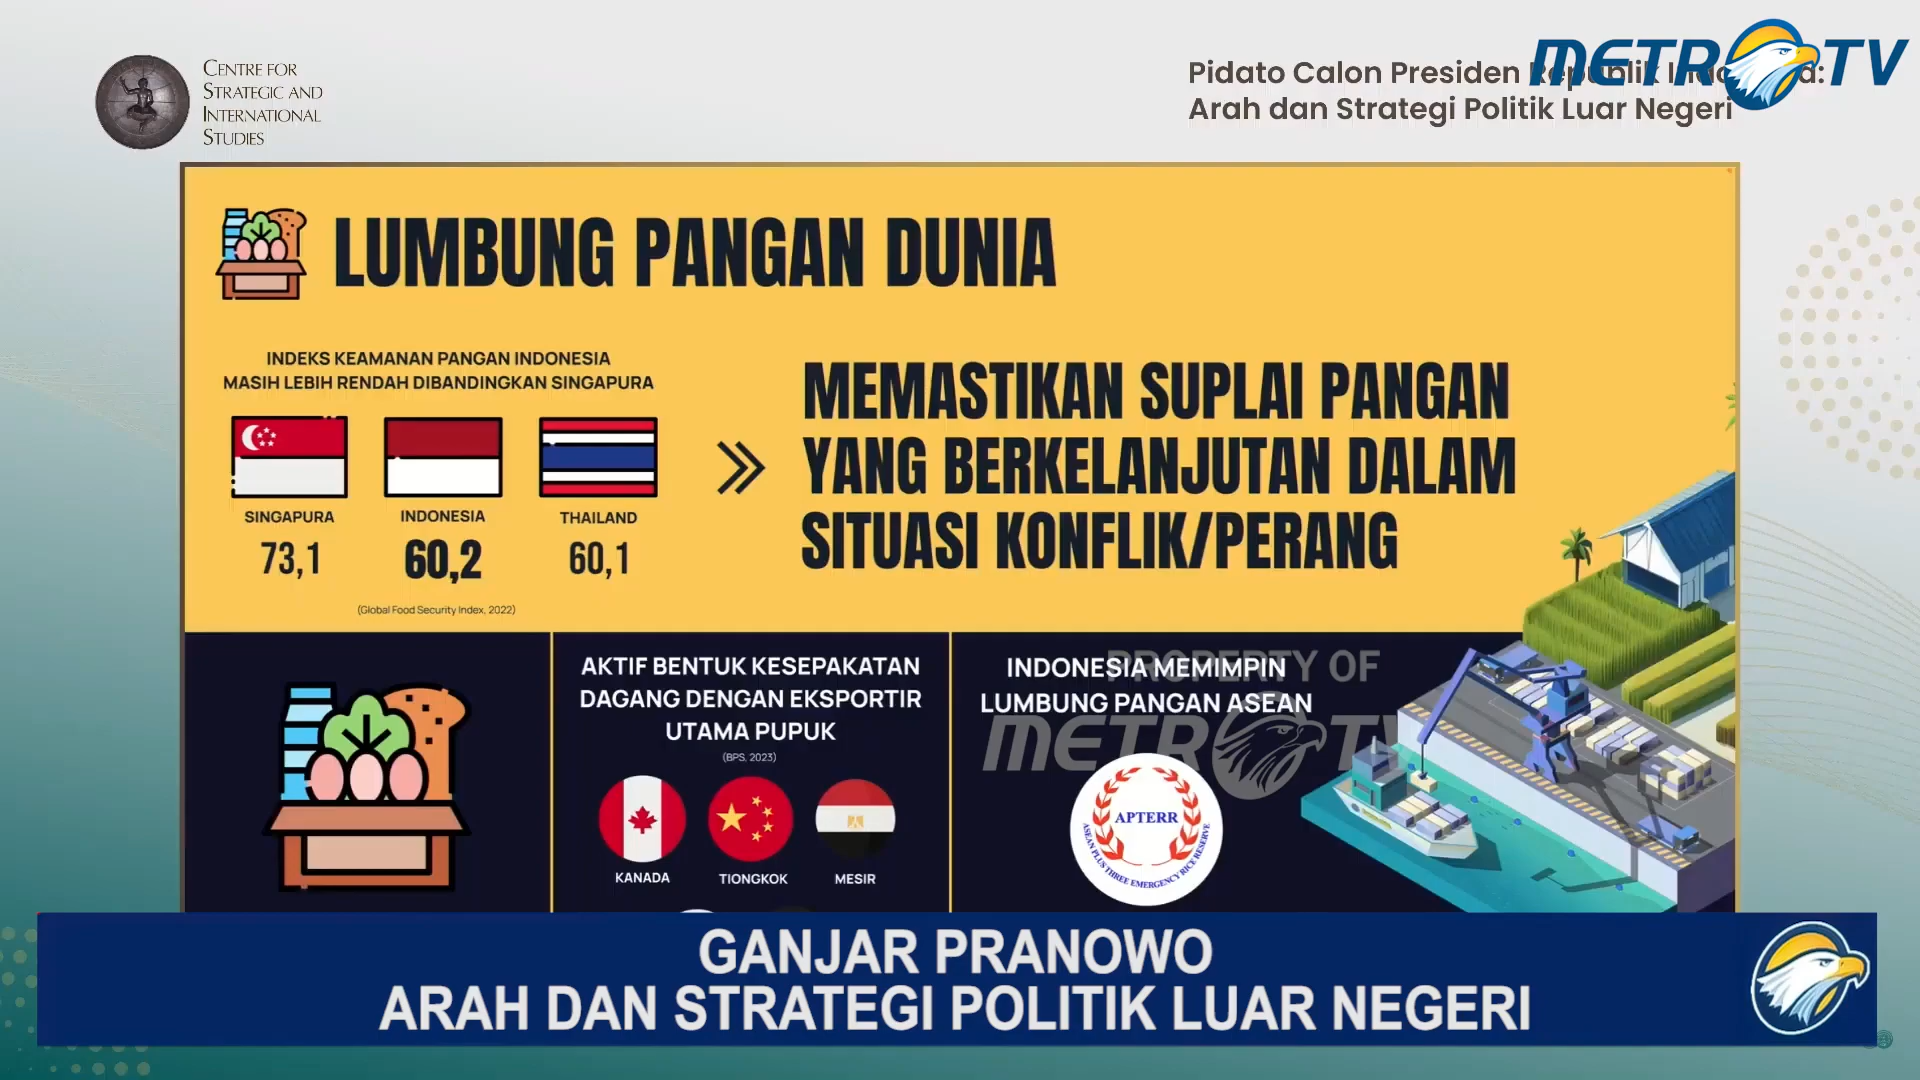 CENTRE FOR
STRATEGIC AND
INTERNATIONAL
STUDIES
Pidato Calon Presiden Republik
Arah dan Strategi Politik Luar Negeri
METRO TV
LUMBUNG PANGAN DUNIA
INDEKS KEAMANAN PANGAN INDONESIA
MASIH LEBIH RENDAH DIBANDINGKAN SINGAPURA
SINGAPURA
INDONESIA
THAILAND
73,1
60,2
60,1
(Global Food Security Index, 2022)
MEMASTIKAN SUPLAI PANGAN
YANG BERKELANJUTAN DALAM
SITUASI KONFLIK/PERANG
AKTIF BENTUK KESEPAKATAN
DAGANG DENGAN EKSPORTIR
UTAMA PUPUK
(BPS, 2023)
KANADA
TIONGKOK
MESIR
INDONESIA MEMIMPIN
LUMBUNG PANGAN ASEAN
PROPERTY OF
METRO TV
APTERR
ASEAN PLUS THREE EMERGENCY RICE RESERVE
GANJAR PRANOWO
ARAH DAN STRATEGI POLITIK LUAR NEGERI